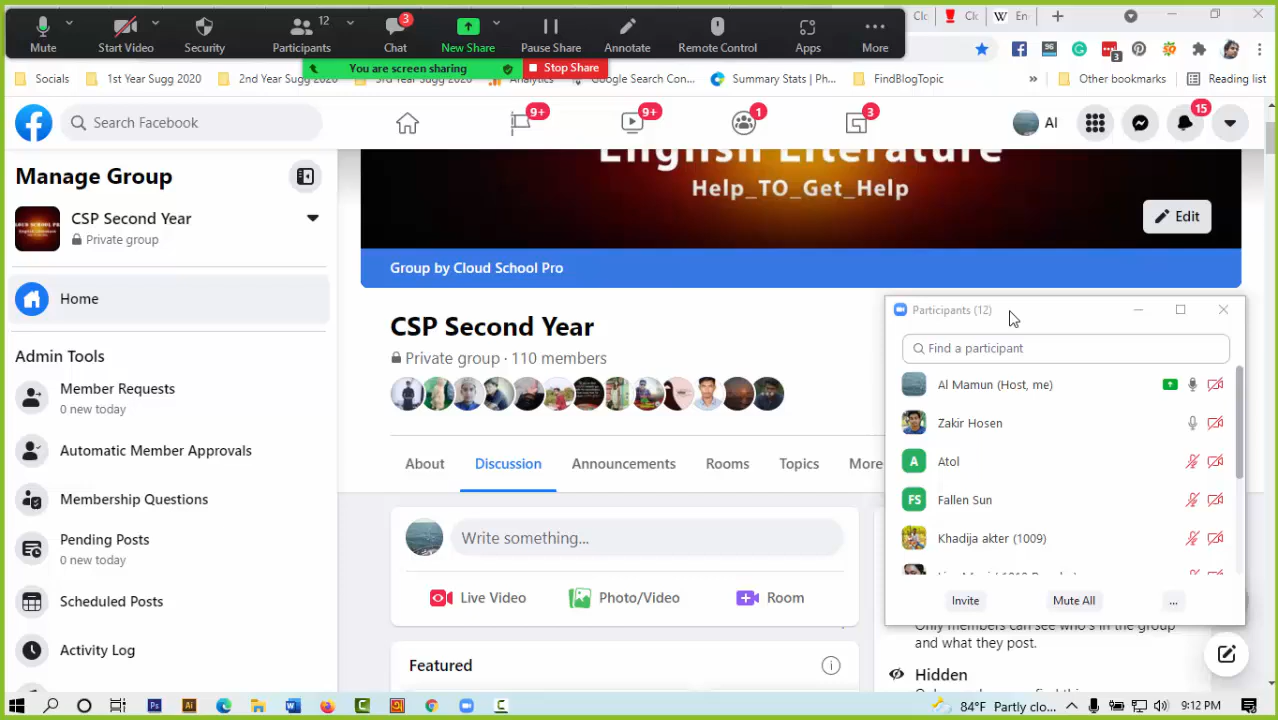 12
3
Mute
Start Video
Security
Participants
Chat
New Share
Pause Share
Annotate
Remote Control
Apps
More
You are screen sharing
Stop Share
Socials
1st Year Sugg 2020
2nd Year Sugg 2020
3rd Year Sugg 2020
Analytics
Google Search Con...
Summary Stats | Ph...
FindBlogTopic
»
Other bookmarks
Reading list
Search Facebook
9+
9+
1
3
Al
15
Manage Group
CSP Second Year
Private group
Home
Admin Tools
Member Requests
0 new today
Automatic Member Approvals
Membership Questions
Pending Posts
0 new today
Scheduled Posts
Activity Log
English Literature
Help_TO_Get_Help
Edit
Group by Cloud School Pro
CSP Second Year
Private group · 110 members
About
Discussion
Announcements
Rooms
Topics
More
Write something...
Live Video
Photo/Video
Room
Featured
Participants (12)
Find a participant
Al Mamun (Host, me)
Zakir Hosen
A
Atol
FS
Fallen Sun
Khadija akter (1009)
Invite
Mute All
...
Only members can see who's in the group
and what they post.
Hidden
84°F Partly clo...
9:12 PM